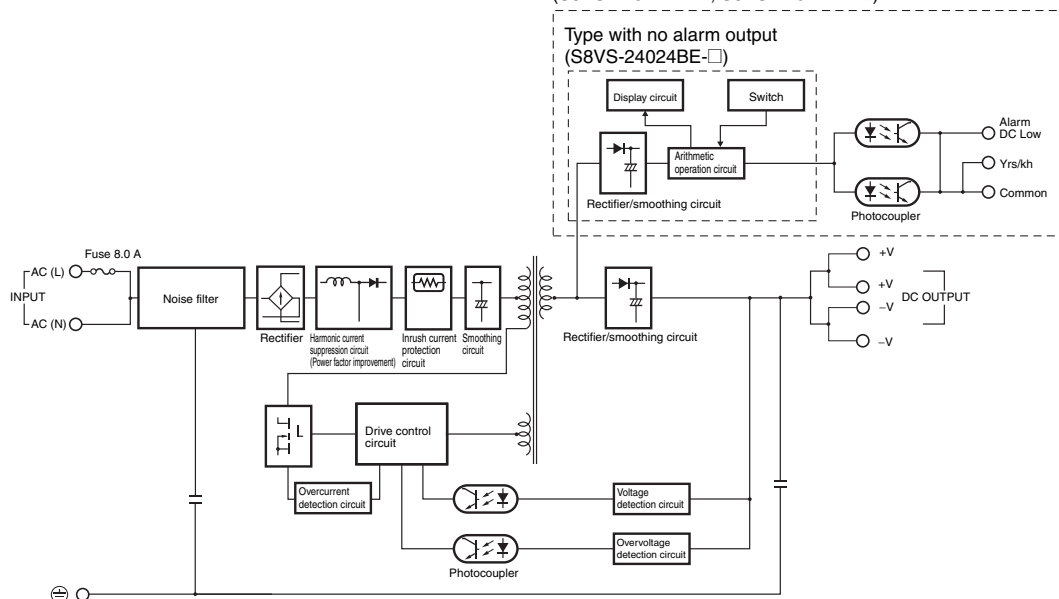 Type with no alarm output
(S8VS-24024BE-□)
Display circuit
Switch
Arithmetic
operation circuit
Rectifier/smoothing circuit
Photocoupler
Alarm
DC Low
Yrs/kh
Common
Fuse 8.0 A
AC (L)
INPUT
AC (N)
Noise filter
Rectifier
Harmonic current
suppression circuit
(Power factor improvement)
Inrush current
protection
circuit
Smoothing
circuit
Rectifier/smoothing circuit
+V
+V
DC OUTPUT
−V
−V
Drive control
circuit
Overcurrent
detection circuit
Voltage
detection circuit
Overvoltage
detection circuit
Photocoupler